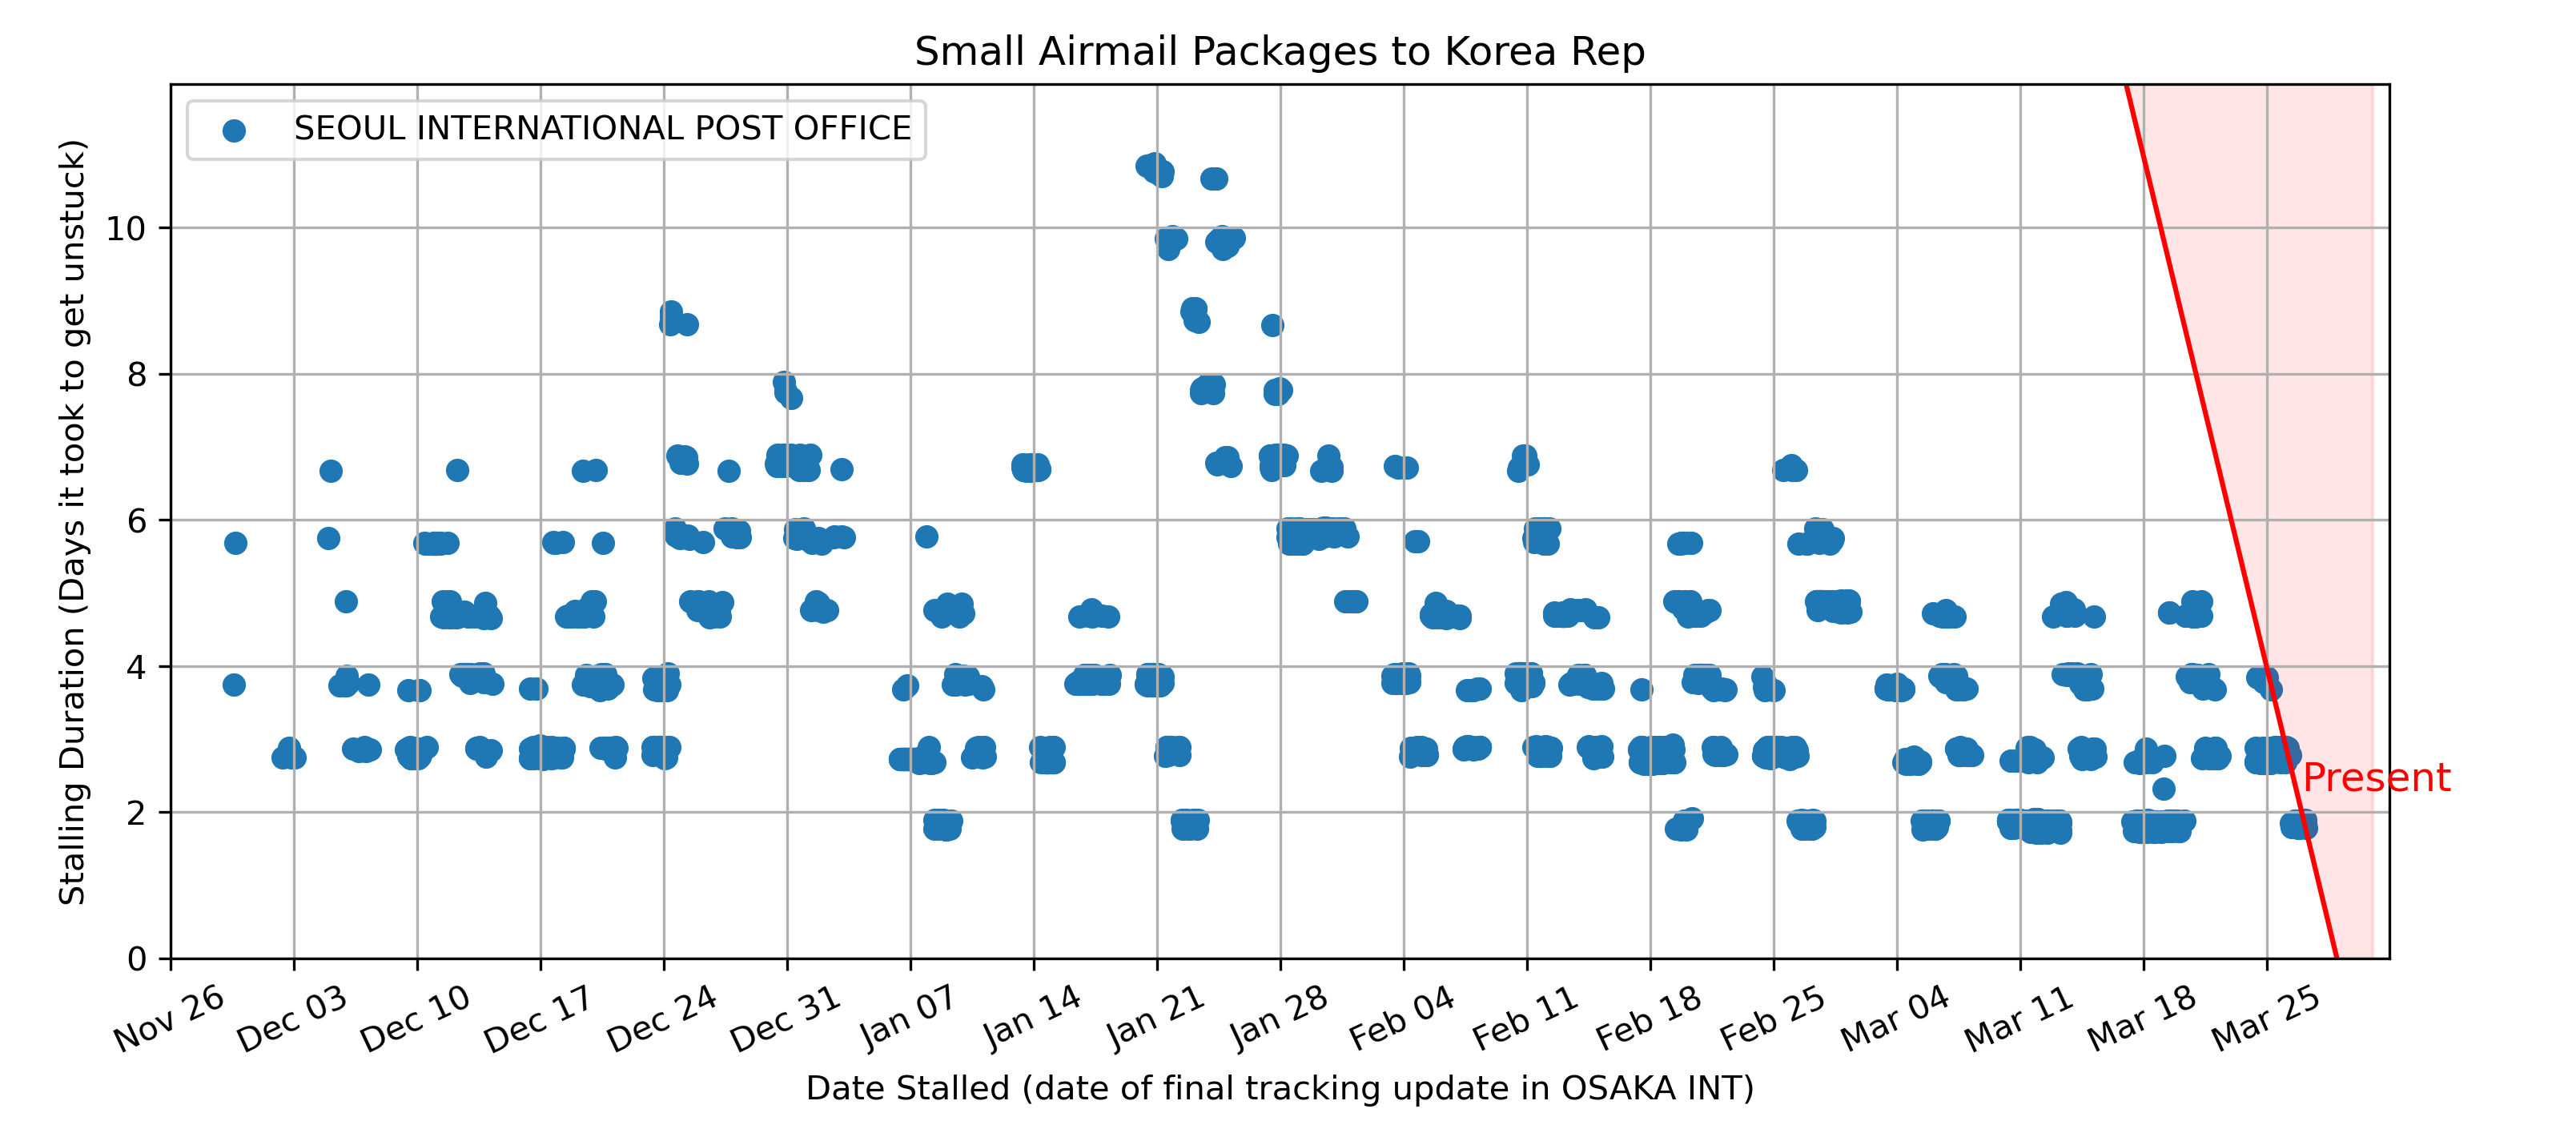 Small Airmail Packages to Korea Rep
SEOUL INTERNATIONAL POST OFFICE
Stalling Duration (Days it took to get unstuck)
10
8
6
4
2
0
Present
Nov 26
Dec 03
Dec 10
Dec 17
Dec 24
Dec 31
Jan 07
Jan 14
Jan 21
Jan 28
Feb 04
Feb 11
Feb 18
Feb 25
Mar 04
Mar 11
Mar 18
Mar 25
Date Stalled (date of final tracking update in OSAKA INT)